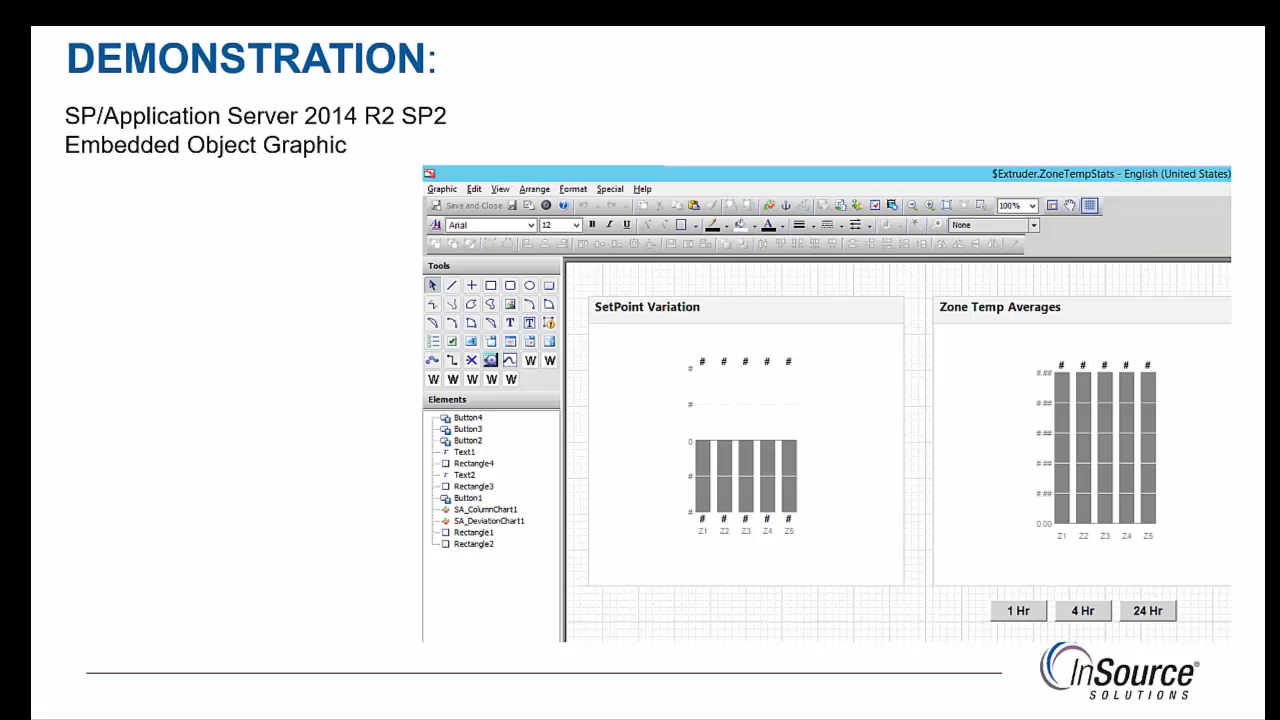 DEMONSTRATION:
SP/Application Server 2014 R2 SP2
Embedded Object Graphic
$Extruder.ZoneTempStats - English (United States)
Graphic Edit View Arrange Format Special Help
Save and Close 100%
Arial 12 B I U A None
Tools
T T
W W
W W W W W
Elements
Button4
Button3
Button2
Text1
Rectangle4
Text2
Rectangle3
Button1
SA_ColumnChart1
SA_DeviationChart1
Rectangle1
Rectangle2
SetPoint Variation
# # # # #
#
#
0
#
#
# # # # #
Z1 Z2 Z3 Z4 Z5
Zone Temp Averages
# # # # #
#.##
#.##
#.##
#.##
#.##
0.00
Z1 Z2 Z3 Z4 Z5
1 Hr 4 Hr 24 Hr
InSource®
SOLUTIONS